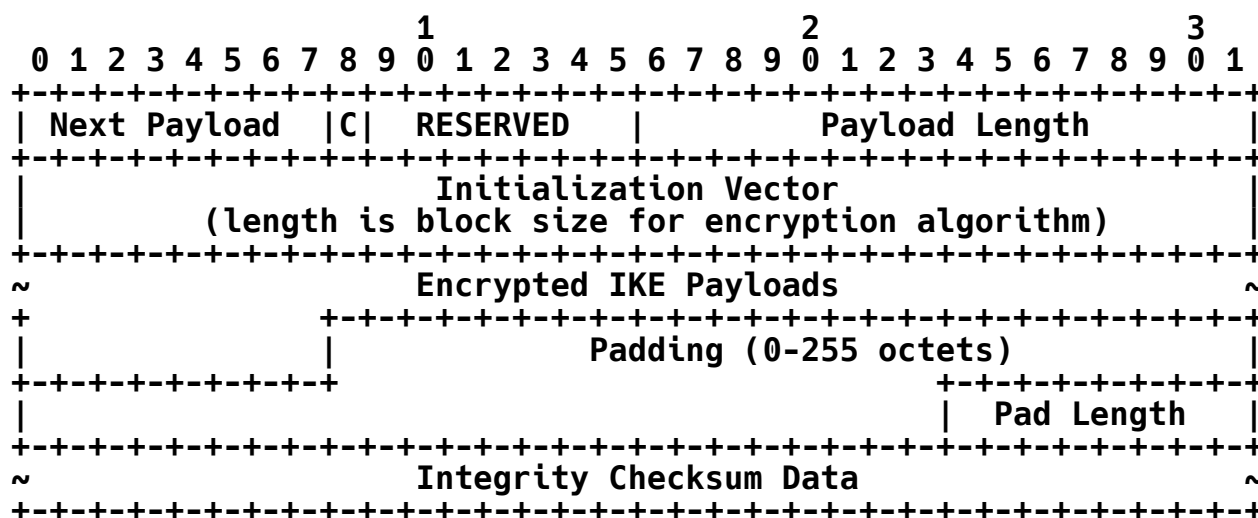 1                   2                   3
 0 1 2 3 4 5 6 7 8 9 0 1 2 3 4 5 6 7 8 9 0 1 2 3 4 5 6 7 8 9 0 1
+-+-+-+-+-+-+-+-+-+-+-+-+-+-+-+-+-+-+-+-+-+-+-+-+-+-+-+-+-+-+-+-+
| Next Payload  |C|  RESERVED   |         Payload Length        |
+-+-+-+-+-+-+-+-+-+-+-+-+-+-+-+-+-+-+-+-+-+-+-+-+-+-+-+-+-+-+-+-+
|                     Initialization Vector                     |
|         (length is block size for encryption algorithm)       |
+-+-+-+-+-+-+-+-+-+-+-+-+-+-+-+-+-+-+-+-+-+-+-+-+-+-+-+-+-+-+-+-+
~                    Encrypted IKE Payloads                     ~
+               +-+-+-+-+-+-+-+-+-+-+-+-+-+-+-+-+-+-+-+-+-+-+-+-+
|               |             Padding (0-255 octets)            |
+-+-+-+-+-+-+-+-+                               +-+-+-+-+-+-+-+-+
|                                               |  Pad Length   |
+-+-+-+-+-+-+-+-+-+-+-+-+-+-+-+-+-+-+-+-+-+-+-+-+-+-+-+-+-+-+-+-+
~                    Integrity Checksum Data                    ~
+-+-+-+-+-+-+-+-+-+-+-+-+-+-+-+-+-+-+-+-+-+-+-+-+-+-+-+-+-+-+-+-+